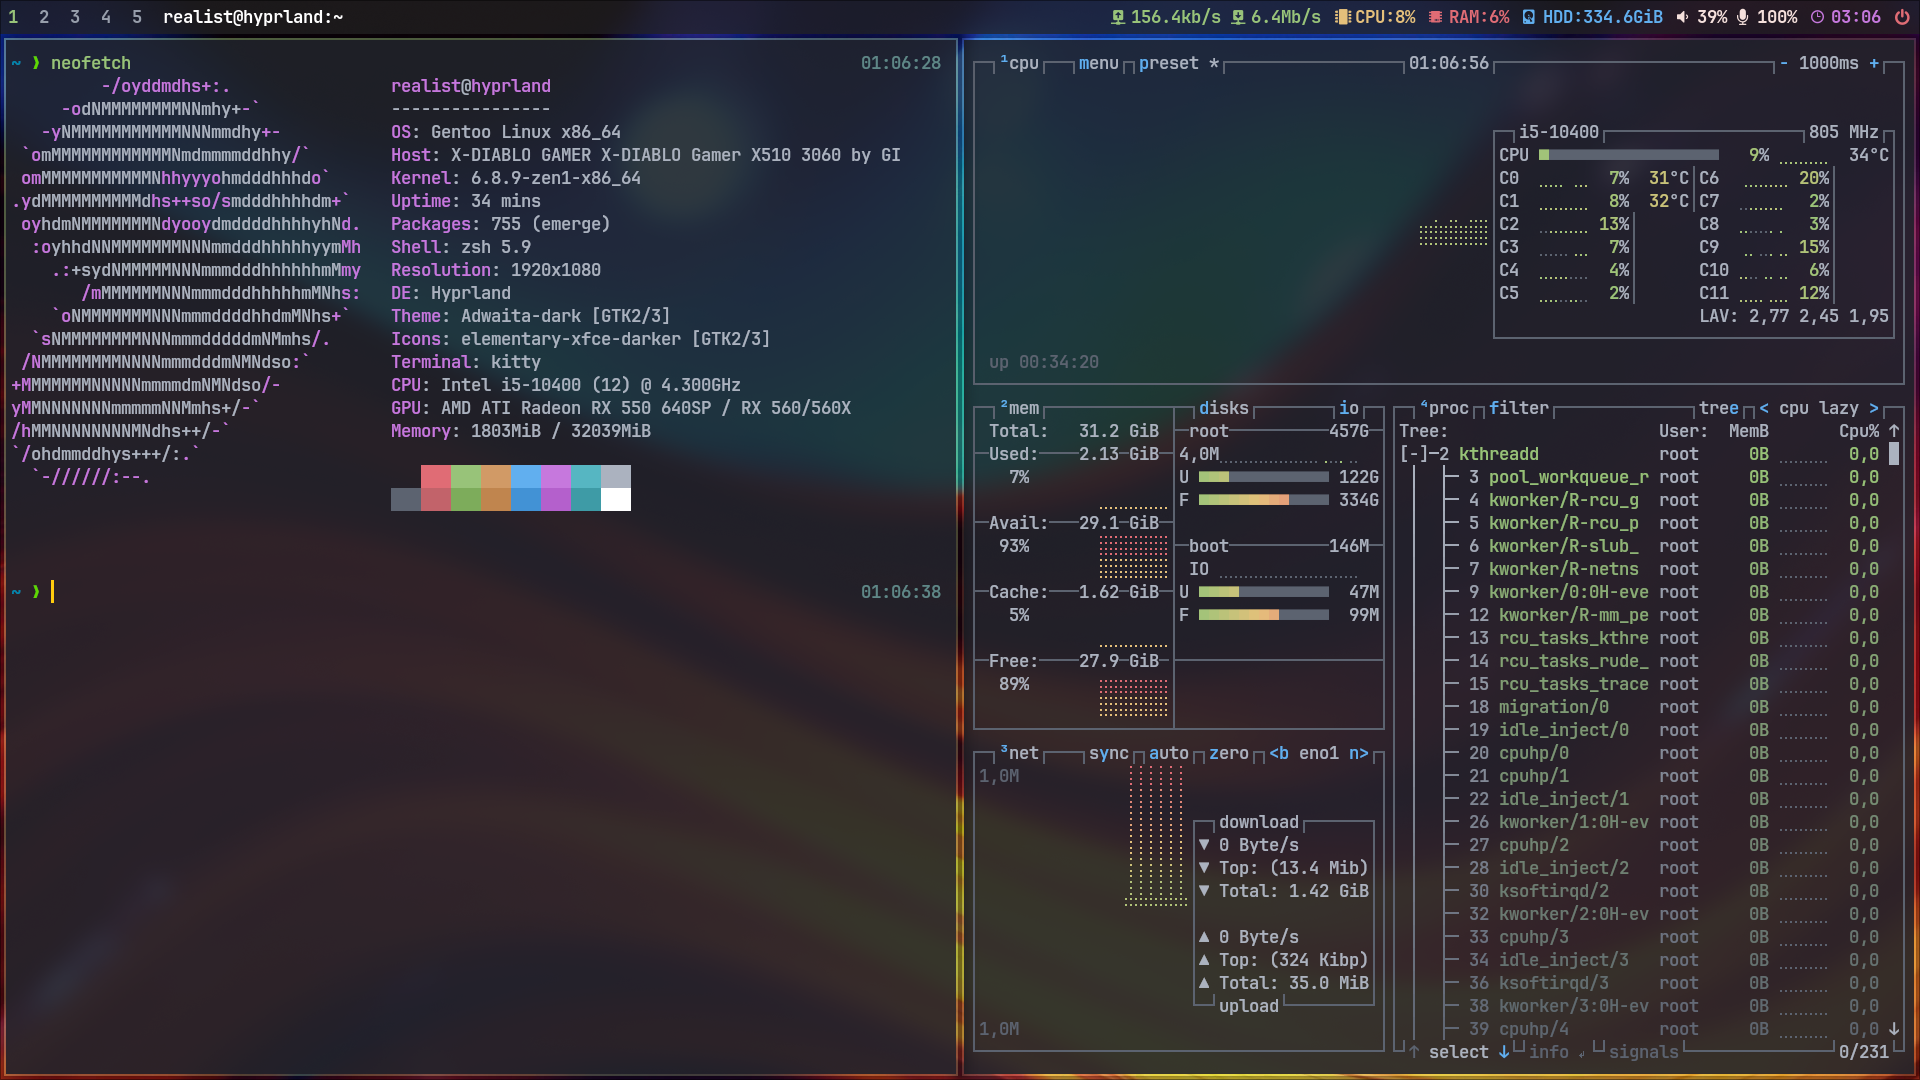 1 2 3 4 5 realist@hyprland:~
156.4kb/s 6.4Mb/s CPU:8% RAM:6% HDD:334.6GiB 39% 100% 03:06
~ ❱ neofetch 01:06:28
-/oyddmdhs+:.
-odNMMMMMMMMNNmhy+-`
-yNMMMMMMMMMMMNNNmmdhy+-
`omMMMMMMMMMMMMNmdmmmmddhhy/`
omMMMMMMMMMMMNhhyyyohmdddhhhdo`
.ydMMMMMMMMMMdhs++so/smdddhhhhdm+`
oyhdmNMMMMMMMNdyooydmddddhhhhyhNd.
:oyhhdNNMMMMMMMNNNmmdddhhhhhyymMh
.:+sydNMMMMMNNNmmmdddhhhhhhmMmy
/mMMMMMMNNNmmmdddhhhhhmMNhs:
`oNMMMMMMMNNNmmmddddhhdmMNhs+`
`sNMMMMMMMMNNNmmmdddddmNMmhs/.
/NMMMMMMMMNNNNmmmdddmNMNdso:`
+MMMMMMMNNNNNmmmmdmNMNdso/-
yMMNNNNNNNmmmmmNNMmhs+/-`
/hMMNNNNNNNNMNdhs++/-`
`/ohdmmddhys+++/:.`
`-//////:--.
realist@hyprland
----------------
OS: Gentoo Linux x86_64
Host: X-DIABLO GAMER X-DIABLO Gamer X510 3060 by GI
Kernel: 6.8.9-zen1-x86_64
Uptime: 34 mins
Packages: 755 (emerge)
Shell: zsh 5.9
Resolution: 1920x1080
DE: Hyprland
Theme: Adwaita-dark [GTK2/3]
Icons: elementary-xfce-darker [GTK2/3]
Terminal: kitty
CPU: Intel i5-10400 (12) @ 4.300GHz
GPU: AMD ATI Radeon RX 550 640SP / RX 560/560X
Memory: 1803MiB / 32039MiB
~ ❱ 01:06:38
¹cpu menu preset * 01:06:56 - 1000ms +
i5-10400 805 MHz
CPU 9% 34°C
C0 7% 31°C C6 20%
C1 8% 32°C C7 2%
C2 13% C8 3%
C3 7% C9 15%
C4 4% C10 6%
C5 2% C11 12%
LAV: 2,77 2,45 1,95
up 00:34:20
²mem
Total: 31.2 GiB
Used: 2.13 GiB
7%
Avail: 29.1 GiB
93%
Cache: 1.62 GiB
5%
Free: 27.9 GiB
89%
disks io
root 457G
4,0M
U 122G
F 334G
boot 146M
IO
U 47M
F 99M
³net sync auto zero <b eno1 n>
1,0M
download
▼ 0 Byte/s
▼ Top: (13.4 Mib)
▼ Total: 1.42 GiB
▲ 0 Byte/s
▲ Top: (324 Kibp)
▲ Total: 35.0 MiB
upload
1,0M
⁴proc filter tree < cpu lazy >
Tree: User: MemB Cpu% ↑
[-]─2 kthreadd root 0B 0,0
3 pool_workqueue_r root 0B 0,0
4 kworker/R-rcu_g root 0B 0,0
5 kworker/R-rcu_p root 0B 0,0
6 kworker/R-slub_ root 0B 0,0
7 kworker/R-netns root 0B 0,0
9 kworker/0:0H-eve root 0B 0,0
12 kworker/R-mm_pe root 0B 0,0
13 rcu_tasks_kthre root 0B 0,0
14 rcu_tasks_rude_ root 0B 0,0
15 rcu_tasks_trace root 0B 0,0
18 migration/0 root 0B 0,0
19 idle_inject/0 root 0B 0,0
20 cpuhp/0 root 0B 0,0
21 cpuhp/1 root 0B 0,0
22 idle_inject/1 root 0B 0,0
26 kworker/1:0H-ev root 0B 0,0
27 cpuhp/2 root 0B 0,0
28 idle_inject/2 root 0B 0,0
30 ksoftirqd/2 root 0B 0,0
32 kworker/2:0H-ev root 0B 0,0
33 cpuhp/3 root 0B 0,0
34 idle_inject/3 root 0B 0,0
36 ksoftirqd/3 root 0B 0,0
38 kworker/3:0H-ev root 0B 0,0
39 cpuhp/4 root 0B 0,0 ↓
↑ select ↓ info ↲ signals 0/231